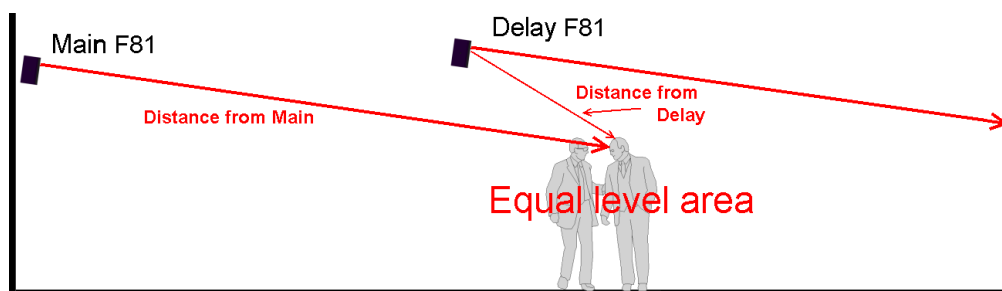 Main F81
Delay F81
Distance from Main
Distance from
Delay
Equal level area